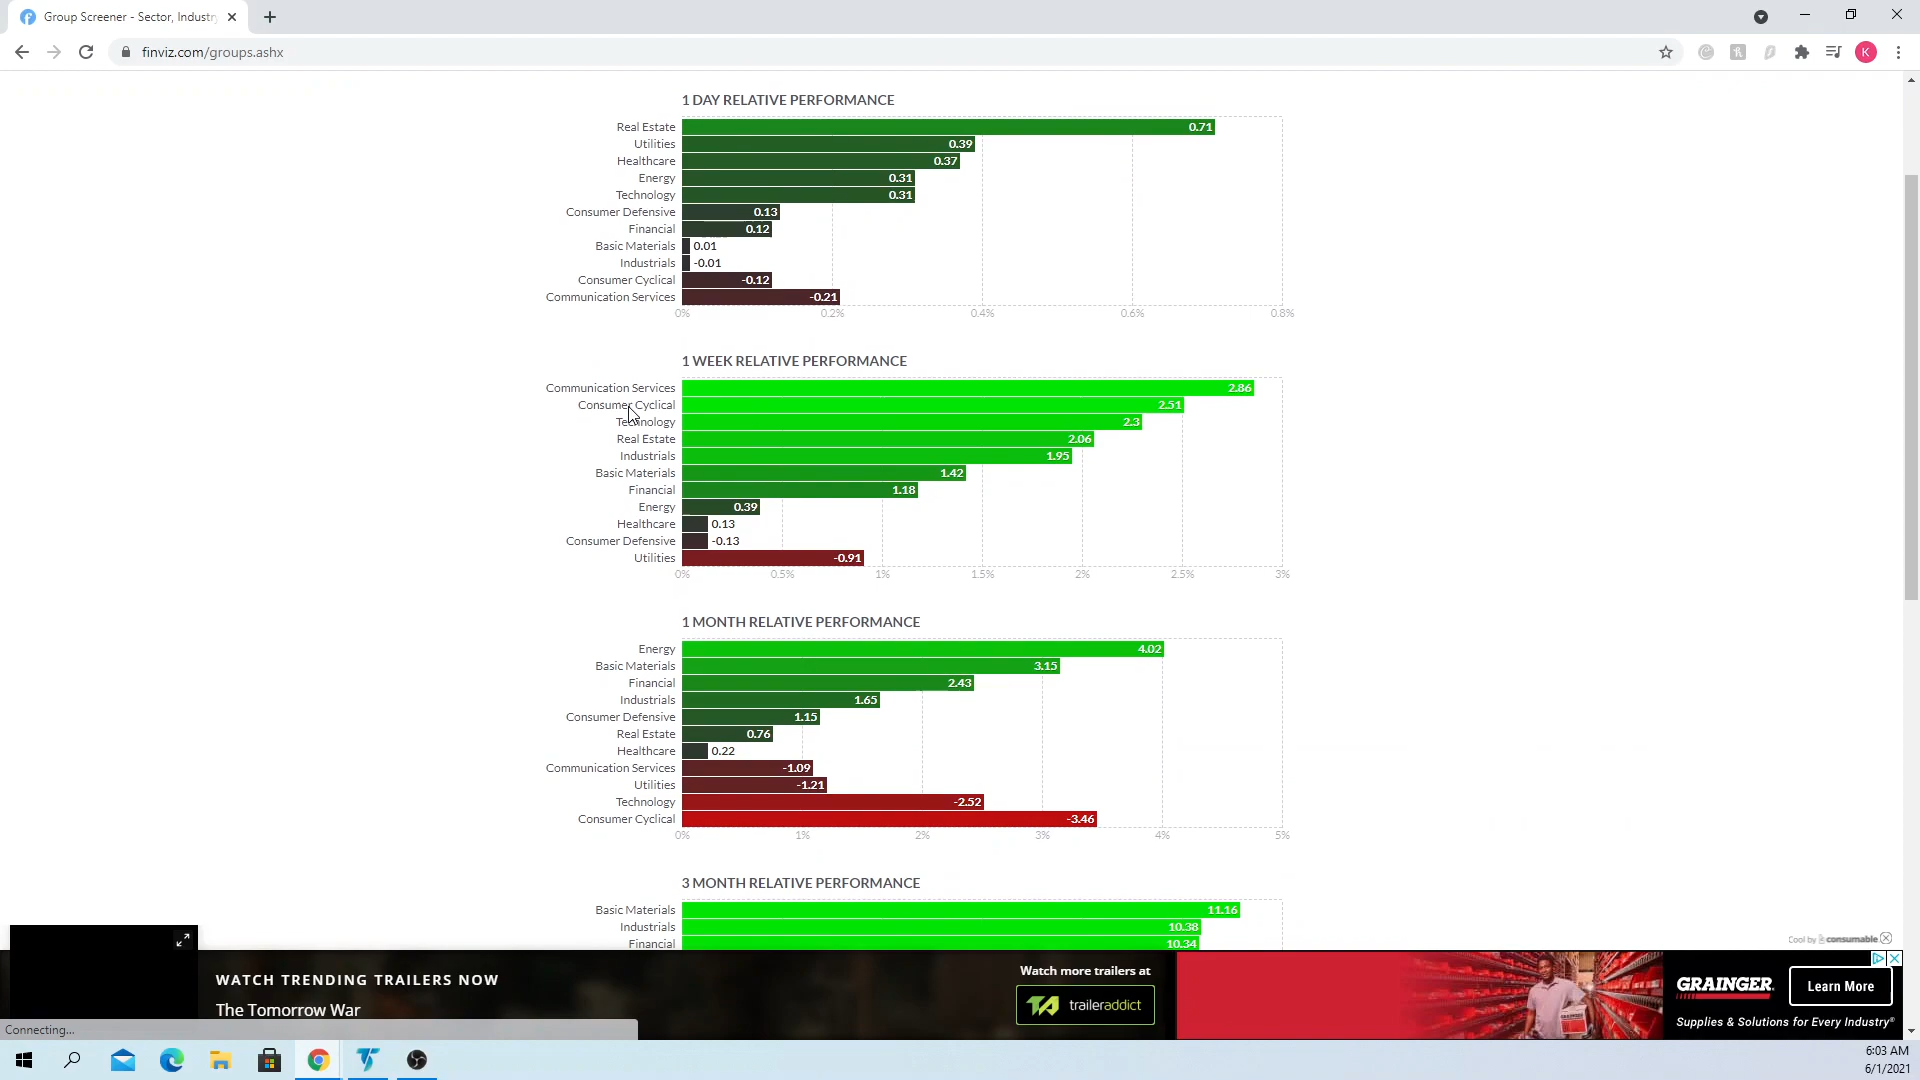 Group Screener - Sector, Industry
finviz.com/groups.ashx
K
1 DAY RELATIVE PERFORMANCE
Real Estate 0.71
Utilities 0.39
Healthcare 0.37
Energy 0.31
Technology 0.31
Consumer Defensive 0.13
Financial 0.12
Basic Materials 0.01
Industrials -0.01
Consumer Cyclical -0.12
Communication Services -0.21
0% 0.2% 0.4% 0.6% 0.8%
1 WEEK RELATIVE PERFORMANCE
Communication Services 2.86
Consumer Cyclical 2.51
Technology 2.3
Real Estate 2.06
Industrials 1.95
Basic Materials 1.42
Financial 1.18
Energy 0.39
Healthcare 0.13
Consumer Defensive -0.13
Utilities -0.91
0% 0.5% 1% 1.5% 2% 2.5% 3%
1 MONTH RELATIVE PERFORMANCE
Energy 4.02
Basic Materials 3.15
Financial 2.43
Industrials 1.65
Consumer Defensive 1.15
Real Estate 0.76
Healthcare 0.22
Communication Services -1.09
Utilities -1.21
Technology -2.52
Consumer Cyclical -3.46
0% 1% 2% 3% 4% 5%
3 MONTH RELATIVE PERFORMANCE
Basic Materials 11.16
Industrials 10.38
Financial 10.34
Cool by consumable
WATCH TRENDING TRAILERS NOW
The Tomorrow War
Watch more trailers at
TA traileraddict
GRAINGER
Learn More
Supplies & Solutions for Every Industry®
Connecting...
6:03 AM
6/1/2021